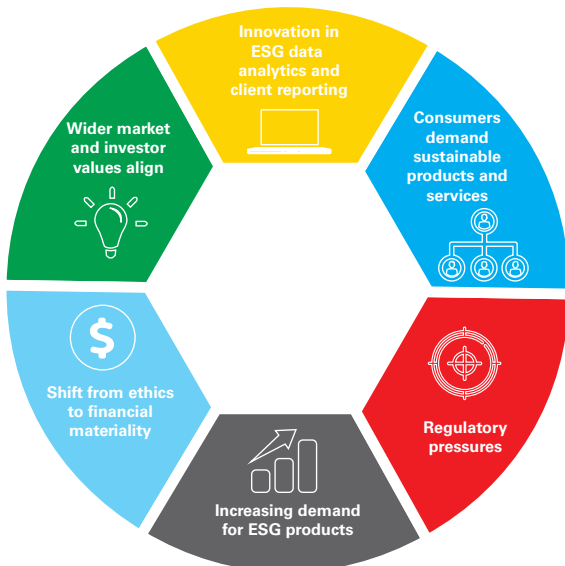 Innovation in
ESG data
analytics and
client reporting
Consumers
demand
sustainable
products and
services
Regulatory
pressures
Increasing demand
for ESG products
Shift from ethics
to financial
materiality
$
Wider market
and investor
values align